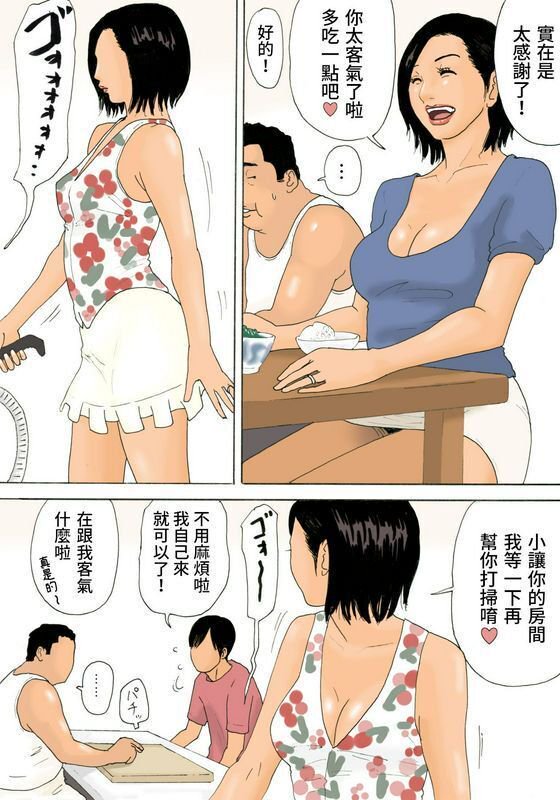 實在是
太感謝了！
你太客氣了啦
多吃一點吧♥
好的！
…
ゴォォォォォォ…
小讓你的房間
我等一下再
幫你打掃唷♥
ゴォ〜
不用麻煩啦
我自己來
就可以了！
在跟我客氣
什麼啦
真是的〜
……
パチッ